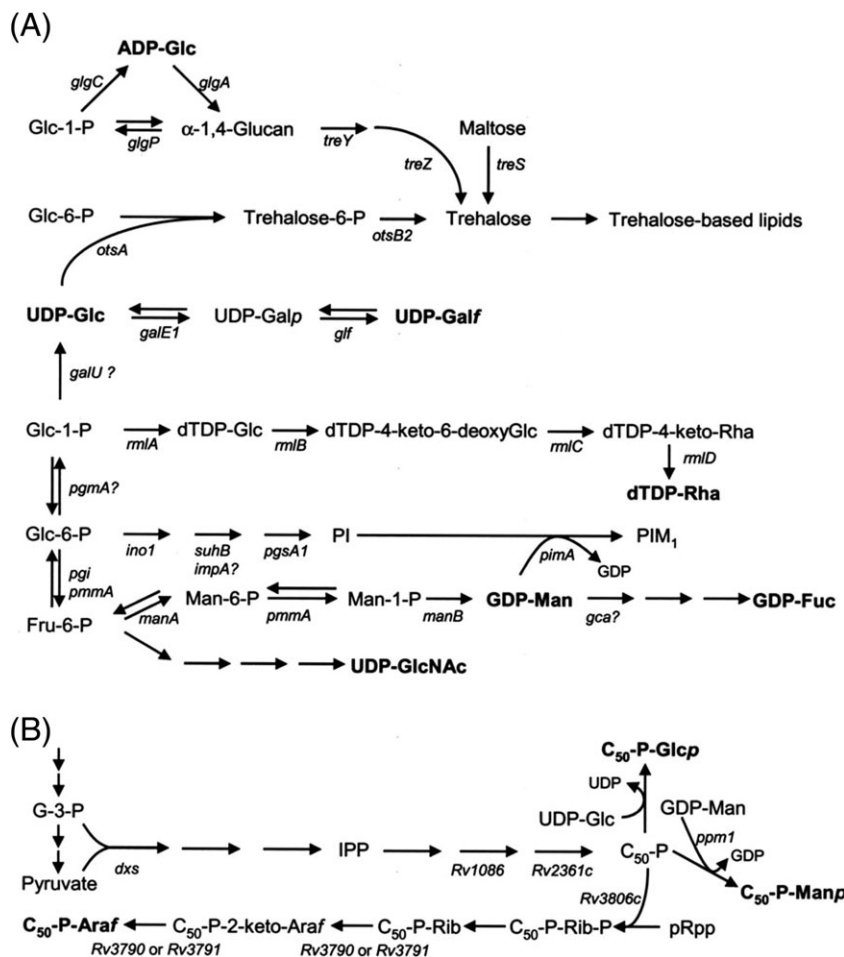 (A)
ADP-Glc
glgC
glgA
Glc-1-P
α-1,4-Glucan
Maltose
glgP
treY
treZ
treS
Glc-6-P
Trehalose-6-P
Trehalose
Trehalose-based lipids
otsA
otsB2
UDP-Glc
UDP-Galp
UDP-Galf
galE1
glf
galU ?
Glc-1-P
dTDP-Glc
dTDP-4-keto-6-deoxyGlc
dTDP-4-keto-Rha
rmlA
rmlB
rmlC
rmlD
pgmA?
dTDP-Rha
Glc-6-P
PI
PIM1
ino1
suhB
impA?
pgsA1
pimA
GDP
pgi
pmmA
Man-6-P
Man-1-P
GDP-Man
GDP-Fuc
manA
pmmA
manB
gca?
Fru-6-P
UDP-GlcNAc
(B)
C50-P-Glcp
UDP
G-3-P
UDP-Glc
GDP-Man
ppm1
IPP
C50-P
GDP
dxs
Rv1086
Rv2361c
Pyruvate
C50-P-Manp
Rv3806c
C50-P-Araf
C50-P-2-keto-Araf
C50-P-Rib
C50-P-Rib-P
pRpp
Rv3790 or Rv3791
Rv3790 or Rv3791